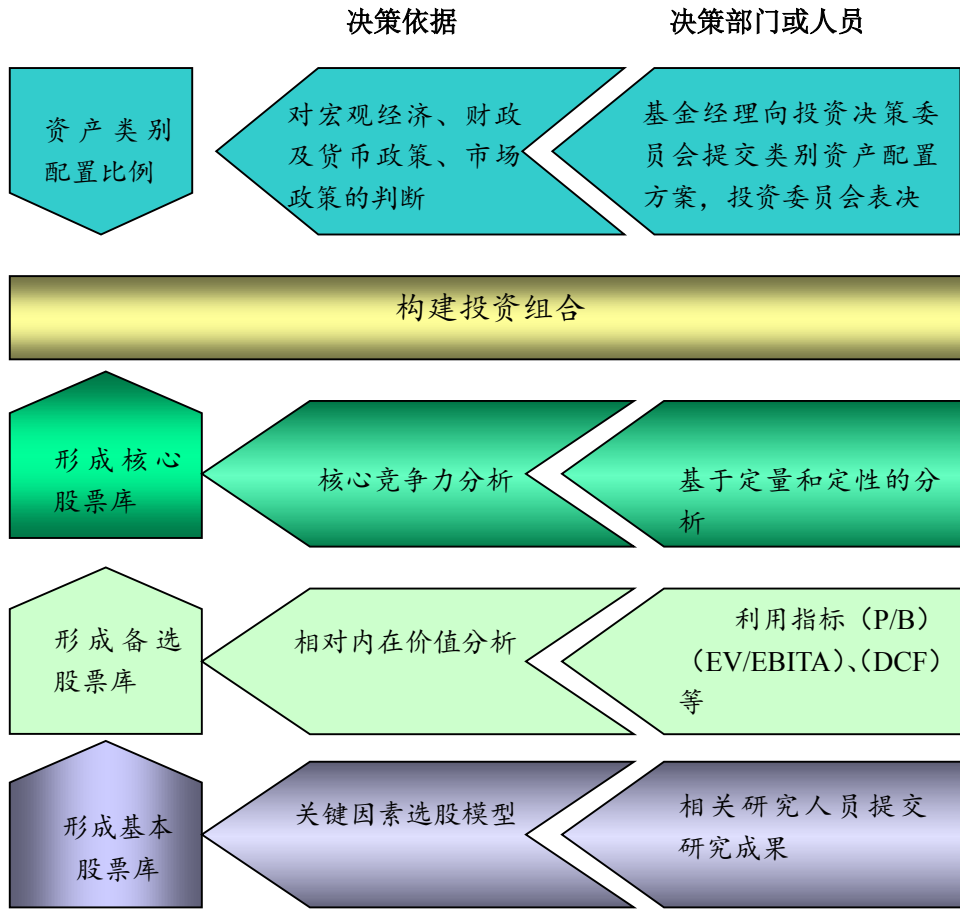 决策依据
决策部门或人员
资产类别
配置比例
对宏观经济、财政
及货币政策、市场
政策的判断
基金经理向投资决策委
员会提交类别资产配置
方案，投资委员会表决
构建投资组合
形成核心
股票库
核心竞争力分析
基于定量和定性的分
析
形成备选
股票库
相对内在价值分析
利用指标（P/B）
（EV/EBITA）、（DCF）
等
形成基本
股票库
关键因素选股模型
相关研究人员提交
研究成果